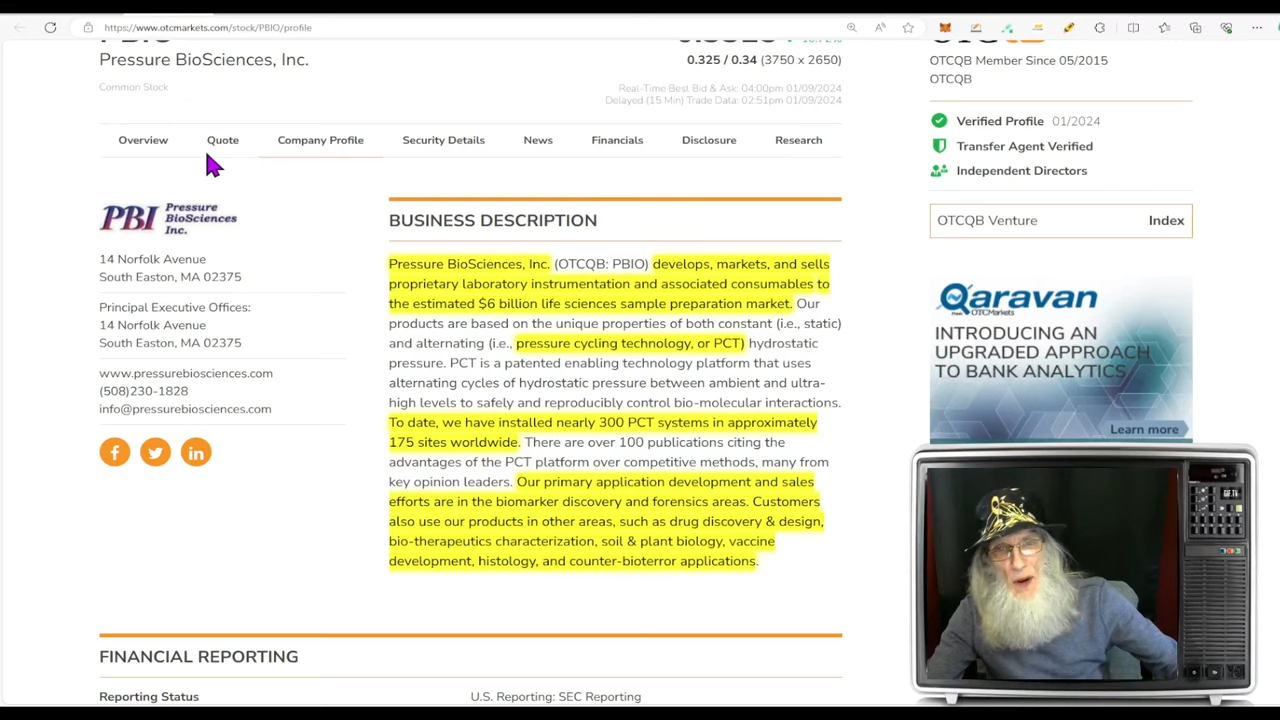 https://www.otcmarkets.com/stock/PBIO/profile
PBIO
Pressure BioSciences, Inc.
Common Stock
0.325 / 0.34 (3750 x 2650)
Real-Time Best Bid & Ask: 04:00pm 01/09/2024
Delayed (15 Min) Trade Data: 02:51pm 01/09/2024
OTCQB Member Since 05/2015
OTCQB
Verified Profile 01/2024
Transfer Agent Verified
Independent Directors
OTCQB Venture Index
Overview Quote Company Profile Security Details News Financials Disclosure Research
PBI Pressure
BioSciences
Inc.
14 Norfolk Avenue
South Easton, MA 02375
Principal Executive Offices:
14 Norfolk Avenue
South Easton, MA 02375
www.pressurebiosciences.com
(508)230-1828
info@pressurebiosciences.com
BUSINESS DESCRIPTION
Pressure BioSciences, Inc. (OTCQB: PBIO) develops, markets, and sells
proprietary laboratory instrumentation and associated consumables to
the estimated $6 billion life sciences sample preparation market. Our
products are based on the unique properties of both constant (i.e., static)
and alternating (i.e., pressure cycling technology, or PCT) hydrostatic
pressure. PCT is a patented enabling technology platform that uses
alternating cycles of hydrostatic pressure between ambient and ultra-
high levels to safely and reproducibly control bio-molecular interactions.
To date, we have installed nearly 300 PCT systems in approximately
175 sites worldwide. There are over 100 publications citing the
advantages of the PCT platform over competitive methods, many from
key opinion leaders. Our primary application development and sales
efforts are in the biomarker discovery and forensics areas. Customers
also use our products in other areas, such as drug discovery & design,
bio-therapeutics characterization, soil & plant biology, vaccine
development, histology, and counter-bioterror applications.
Qaravan
From OTCMarkets
INTRODUCING AN
UPGRADED APPROACH
TO BANK ANALYTICS
Learn more
GIF.TV
FINANCIAL REPORTING
Reporting Status U.S. Reporting: SEC Reporting